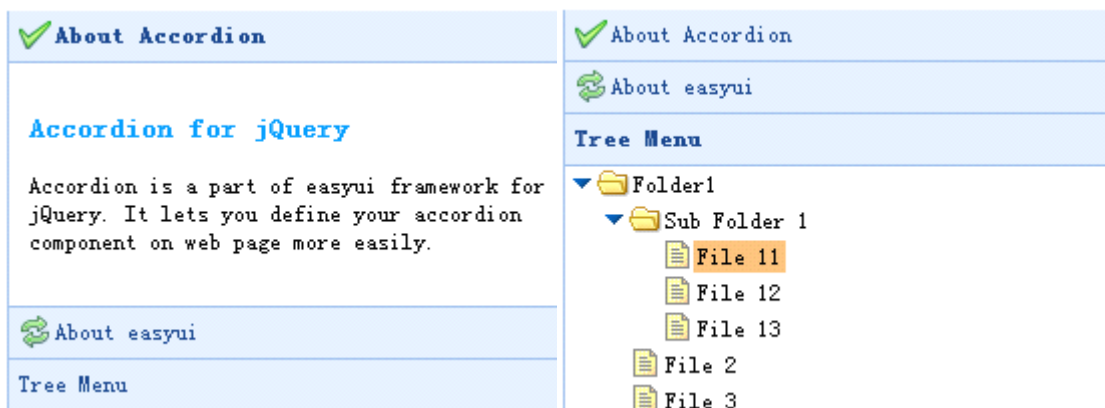 About Accordion
Accordion for jQuery
Accordion is a part of easyui framework for
jQuery. It lets you define your accordion
component on web page more easily.
About easyui
Tree Menu
About Accordion
About easyui
Tree Menu
Folder1
Sub Folder 1
File 11
File 12
File 13
File 2
File 3